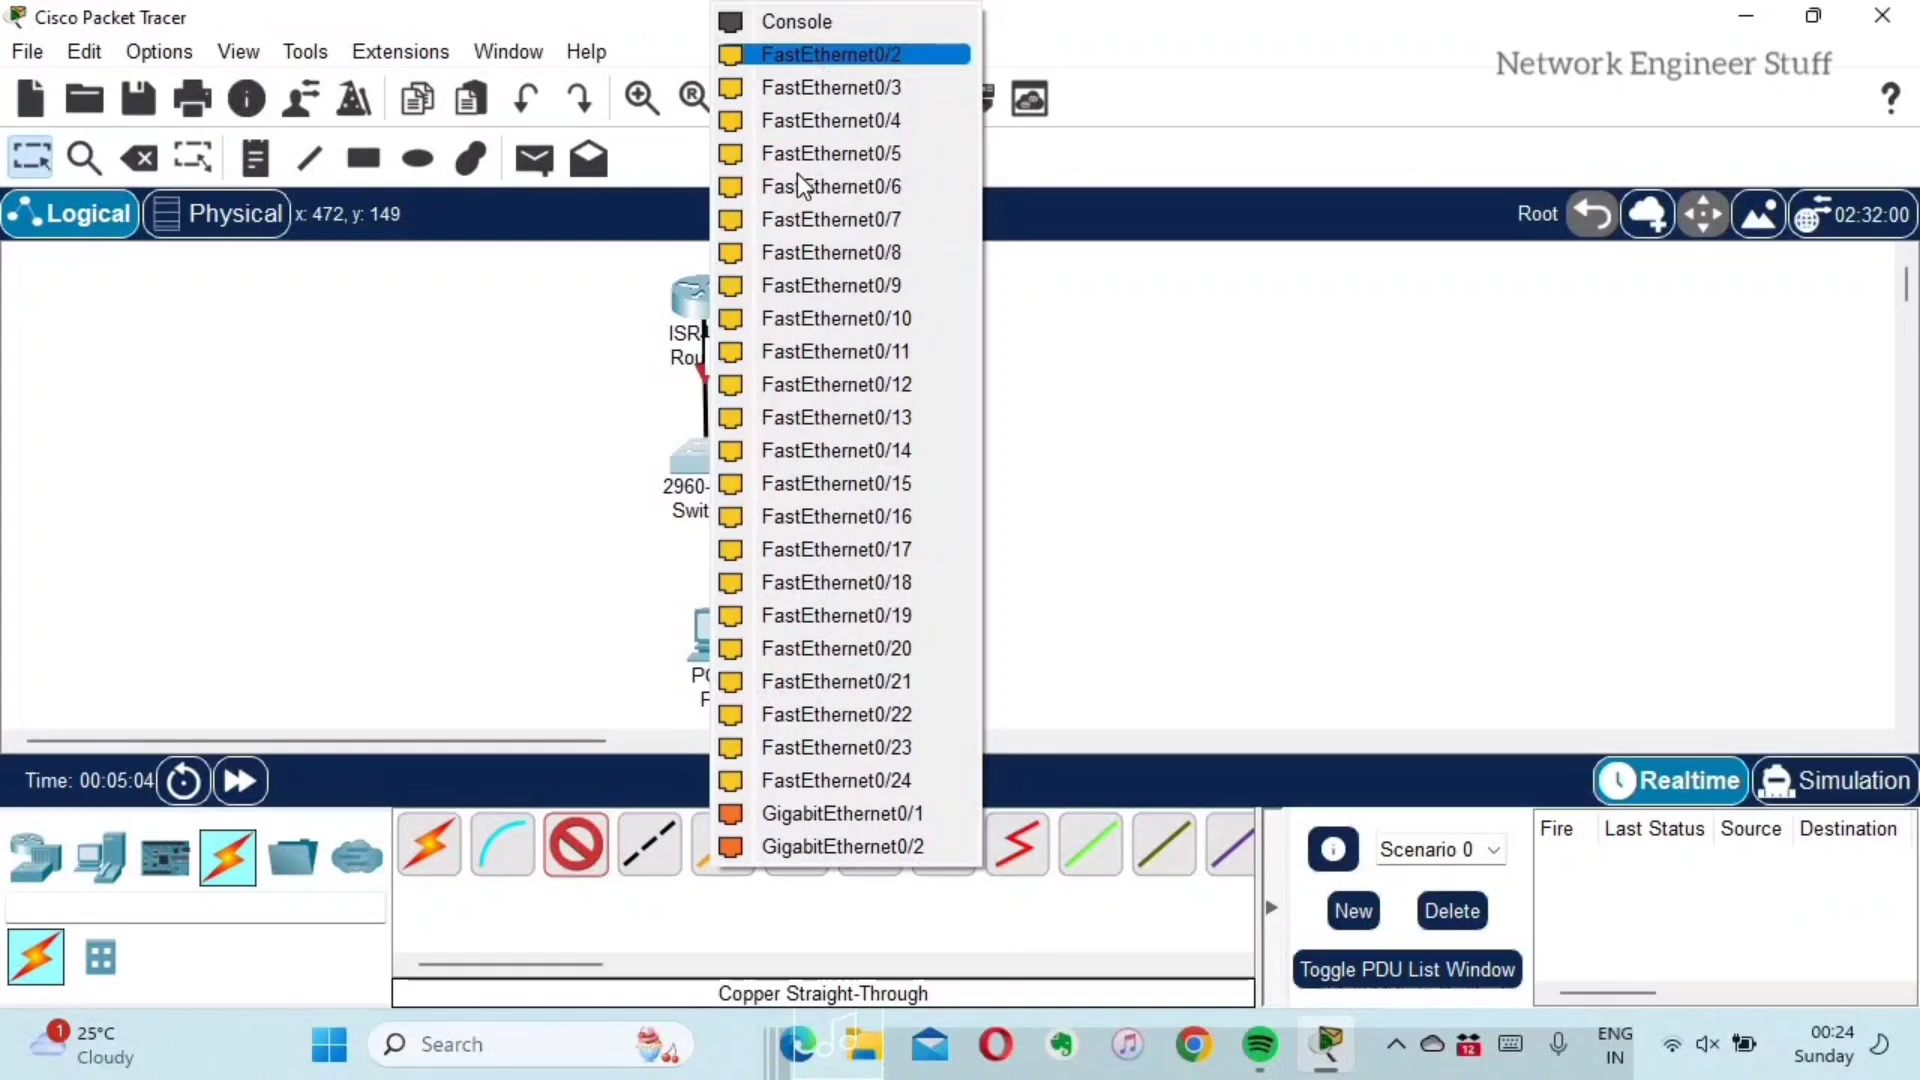 Cisco Packet Tracer
File Edit Options View Tools Extensions Window Help
Network Engineer Stuff
?
Console
FastEthernet0/2
FastEthernet0/3
FastEthernet0/4
FastEthernet0/5
FastEthernet0/6
FastEthernet0/7
FastEthernet0/8
FastEthernet0/9
FastEthernet0/10
FastEthernet0/11
FastEthernet0/12
FastEthernet0/13
FastEthernet0/14
FastEthernet0/15
FastEthernet0/16
FastEthernet0/17
FastEthernet0/18
FastEthernet0/19
FastEthernet0/20
FastEthernet0/21
FastEthernet0/22
FastEthernet0/23
FastEthernet0/24
GigabitEthernet0/1
GigabitEthernet0/2
Logical Physical x: 472, y: 149
Root 02:32:00
ISR
Rou
2960-
Swit
PC
Time: 00:05:04
Realtime Simulation
Scenario 0
New Delete
Toggle PDU List Window
Fire Last Status Source Destination
Copper Straight-Through
1 25°C
Cloudy
Search
12
ENG
IN
00:24
Sunday